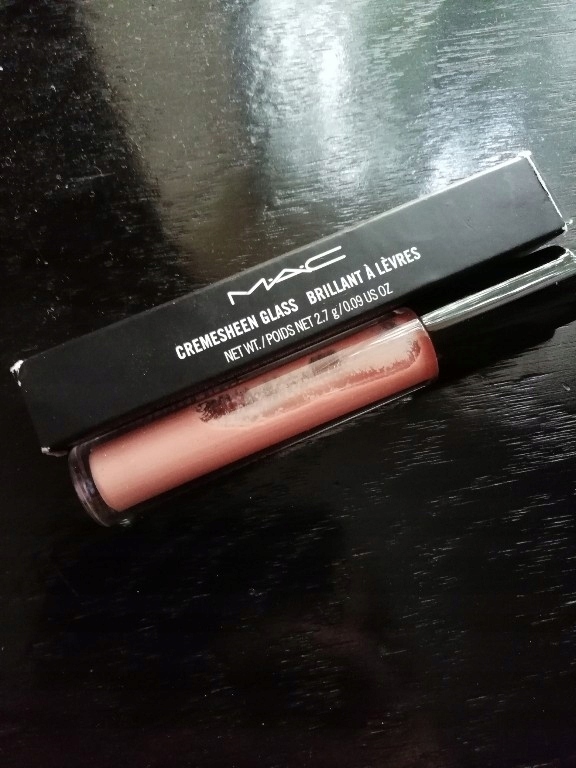 M·A·C
CREMESHEEN GLASS BRILLANT À LÈVRES
NET WT./POIDS NET 2.7 g/0.09 US OZ